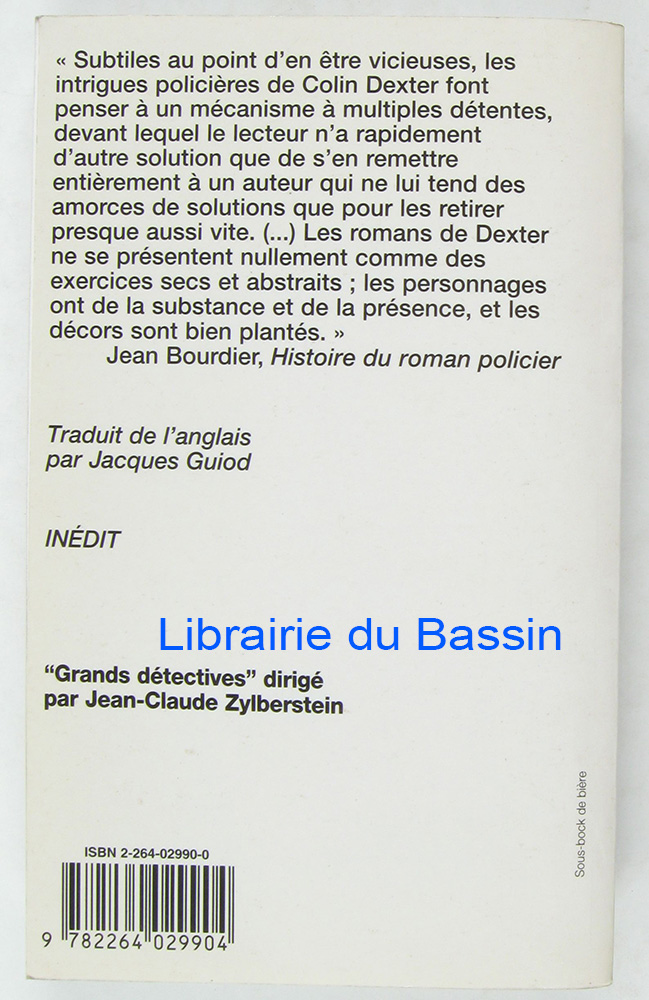 « Subtiles au point d'en être vicieuses, les
intrigues policières de Colin Dexter font
penser à un mécanisme à multiples détentes,
devant lequel le lecteur n'a rapidement
d'autre solution que de s'en remettre
entièrement à un auteur qui ne lui tend des
amorces de solutions que pour les retirer
presque aussi vite. (...) Les romans de Dexter
ne se présentent nullement comme des
exercices secs et abstraits ; les personnages
ont de la substance et de la présence, et les
décors sont bien plantés. »
Jean Bourdier, Histoire du roman policier
Traduit de l'anglais
par Jacques Guiod
INÉDIT
Librairie du Bassin
“Grands détectives” dirigé
par Jean-Claude Zylberstein
Sous-bock de bière
ISBN 2-264-02990-0
9 782264 029904